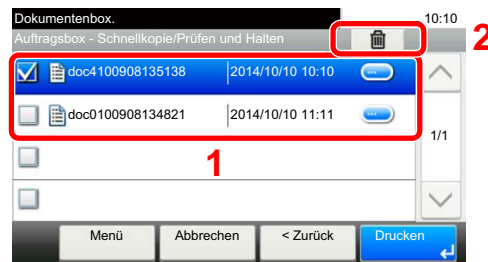 Dokumentenbox. 10:10
Auftragsbox - Schnellkopie/Prüfen und Halten 2
doc4100908135138 2014/10/10 10:10
doc0100908134821 2014/10/10 11:11
1/1
1
Menü Abbrechen < Zurück Drucken